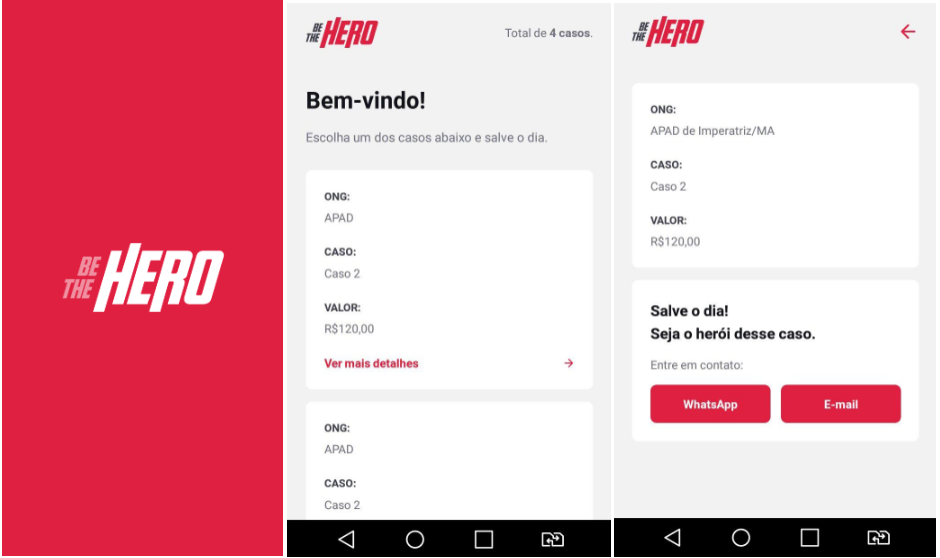 BE
THE HERO
BE
THE HERO
Total de 4 casos.
Bem-vindo!
Escolha um dos casos abaixo e salve o dia.
ONG:
APAD
CASO:
Caso 2
VALOR:
R$120,00
Ver mais detalhes
ONG:
APAD
CASO:
Caso 2
BE
THE HERO
ONG:
APAD de Imperatriz/MA
CASO:
Caso 2
VALOR:
R$120,00
Salve o dia!
Seja o herói desse caso.
Entre em contato:
WhatsApp
E-mail